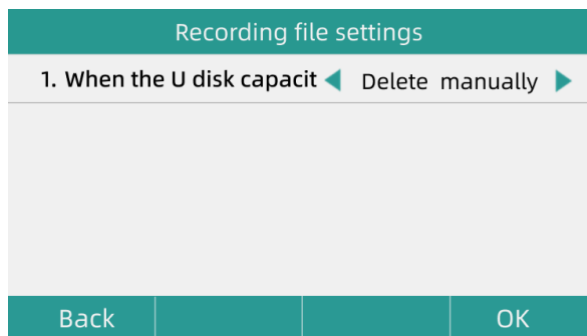 Recording file settings
1. When the U disk capacit Delete manually
Back OK